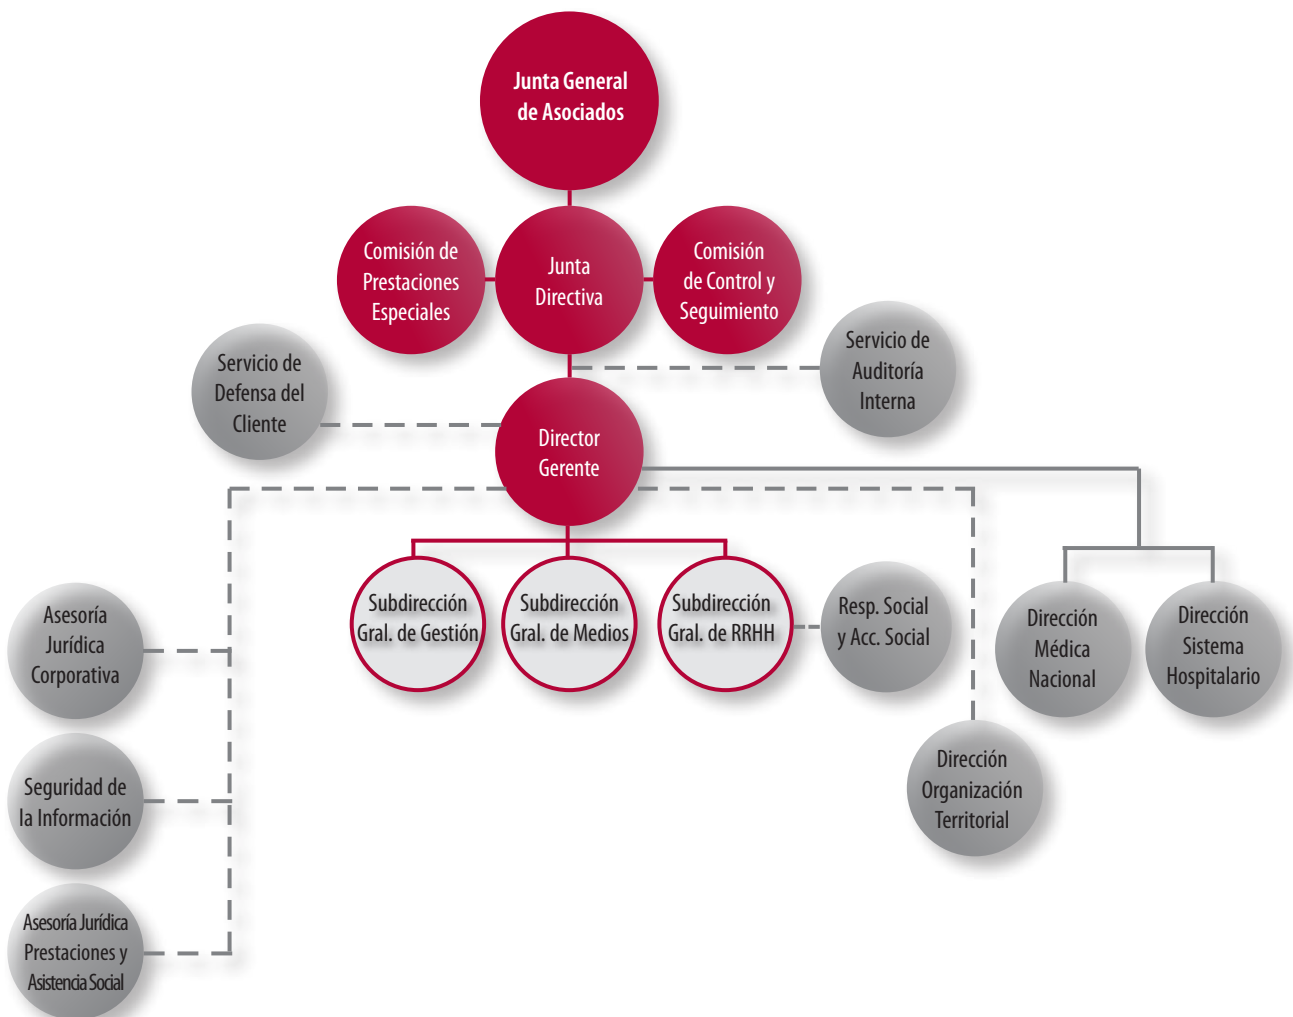 Junta General
de Asociados
Comisión de
Prestaciones
Especiales
Junta
Directiva
Comisión
de Control y
Seguimiento
Servicio de
Defensa del
Cliente
Servicio de
Auditoría
Interna
Director
Gerente
Subdirección
Gral. de Gestión
Subdirección
Gral. de Medios
Subdirección
Gral. de RRHH
Resp. Social
y Acc. Social
Dirección
Médica
Nacional
Dirección
Sistema
Hospitalario
Asesoría
Jurídica
Corporativa
Dirección
Organización
Territorial
Seguridad de
la Información
Asesoría Jurídica
Prestaciones y
Asistencia Social